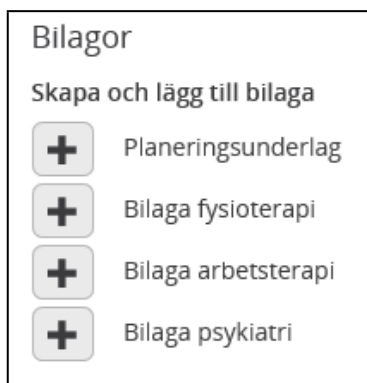 Bilagor
Skapa och lägg till bilaga
Planeringsunderlag
Bilaga fysioterapi
Bilaga arbetsterapi
Bilaga psykiatri